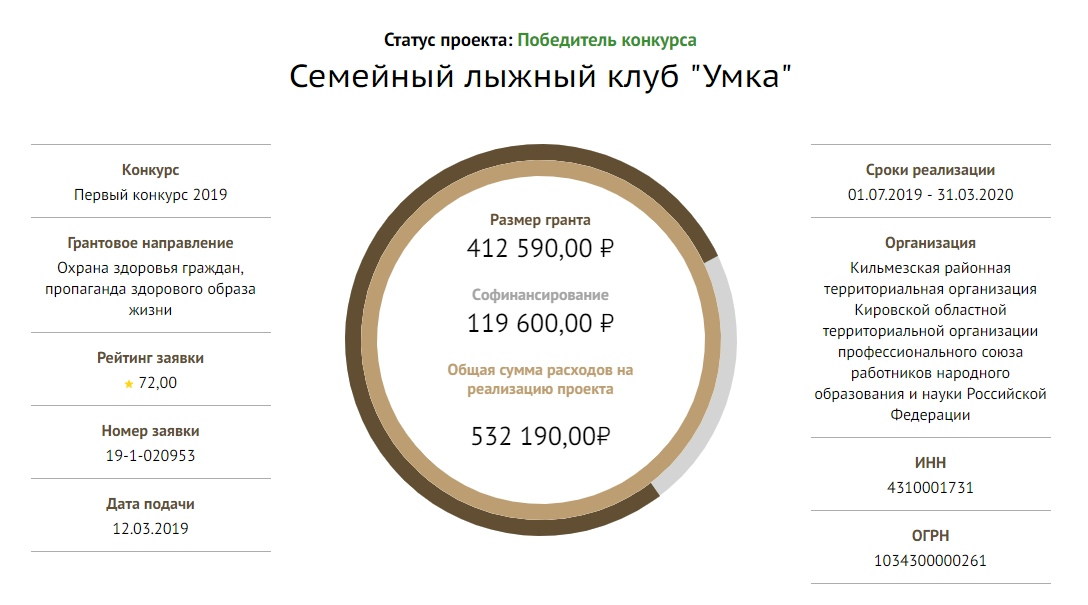 Статус проекта: Победитель конкурса
Семейный лыжный клуб "Умка"
Конкурс
Первый конкурс 2019
Грантовое направление
Охрана здоровья граждан,
пропаганда здорового образа
жизни
Рейтинг заявки
72,00
Номер заявки
19-1-020953
Дата подачи
12.03.2019
Размер гранта
412 590,00 ₽
Софинансирование
119 600,00 ₽
Общая сумма расходов на
реализацию проекта
532 190,00₽
Сроки реализации
01.07.2019 - 31.03.2020
Организация
Кильмезская районная
территориальная организация
Кировской областной
территориальной организации
профессионального союза
работников народного
образования и науки Российской
Федерации
ИНН
4310001731
ОГРН
1034300000261